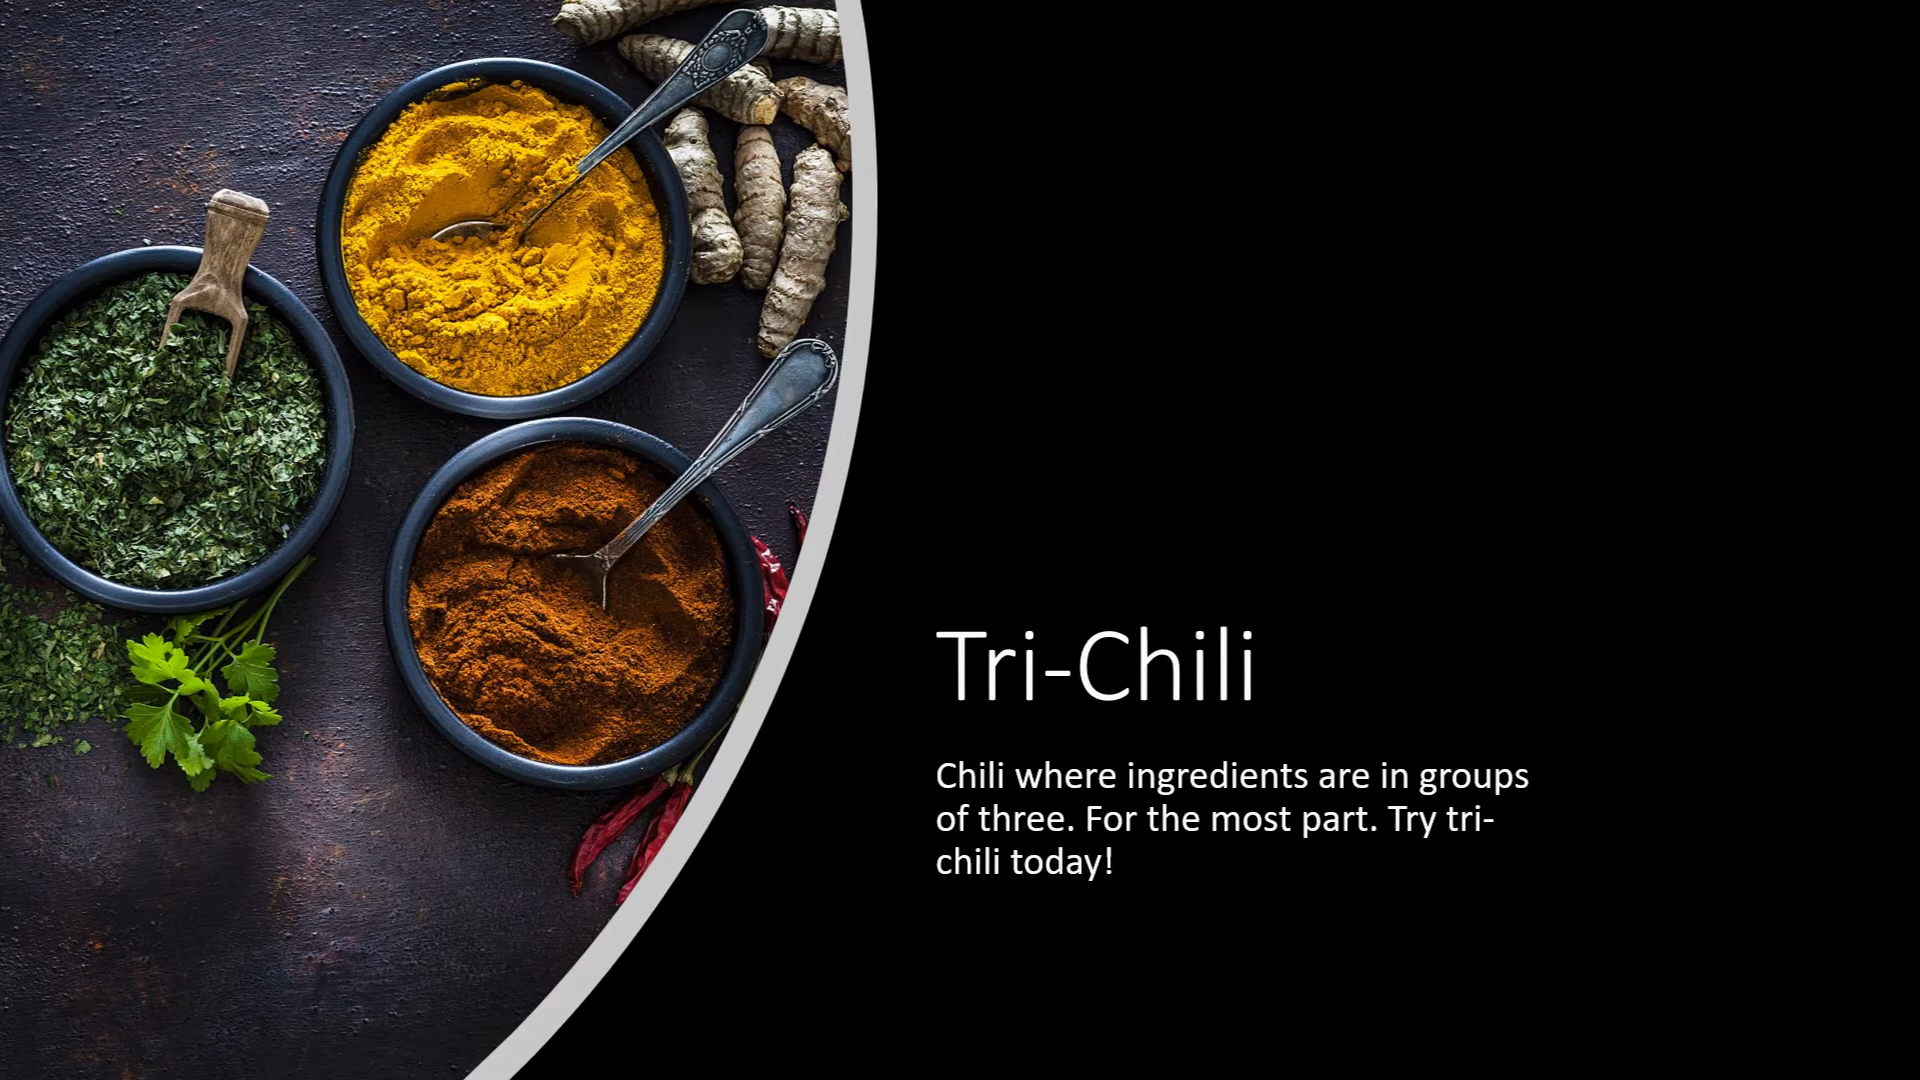 Tri-Chili
Chili where ingredients are in groups
of three. For the most part. Try tri-
chili today!